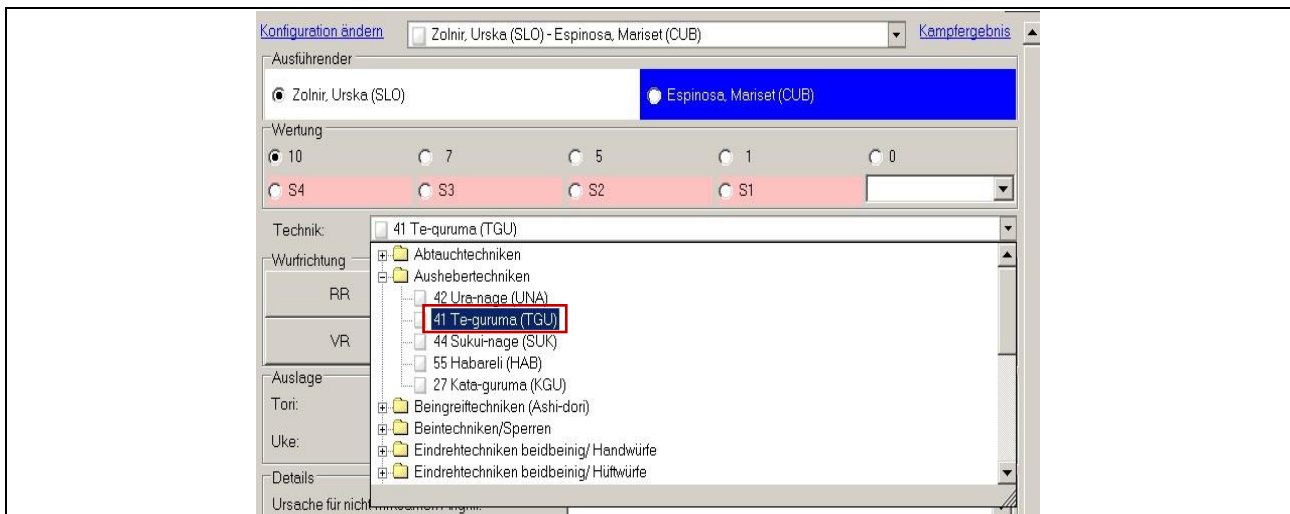 Konfiguration ändern Zolnir, Urska (SLO) - Espinosa, Mariset (CUB) Kampfergebnis
Ausführender
Zolnir, Urska (SLO) Espinosa, Mariset (CUB)
Wertung
10 7 5 1 0
S4 S3 S2 S1
Technik: 41 Te-guruma (TGU)
Abtauchtechniken
Wurfrichtung
Aushebertechniken
RR
42 Ura-nage (UNA)
41 Te-guruma (TGU)
VR
44 Sukui-nage (SUK)
55 Habareli (HAB)
Auslage
27 Kata-guruma (KGU)
Tori:
Beingreiftechniken (Ashi-dori)
Beintechniken/Sperren
Uke:
Eindrehtechniken beidbeinig/ Handwürfe
Eindrehtechniken beidbeinig/ Hüftwürfe
Details
Ursache für nicht